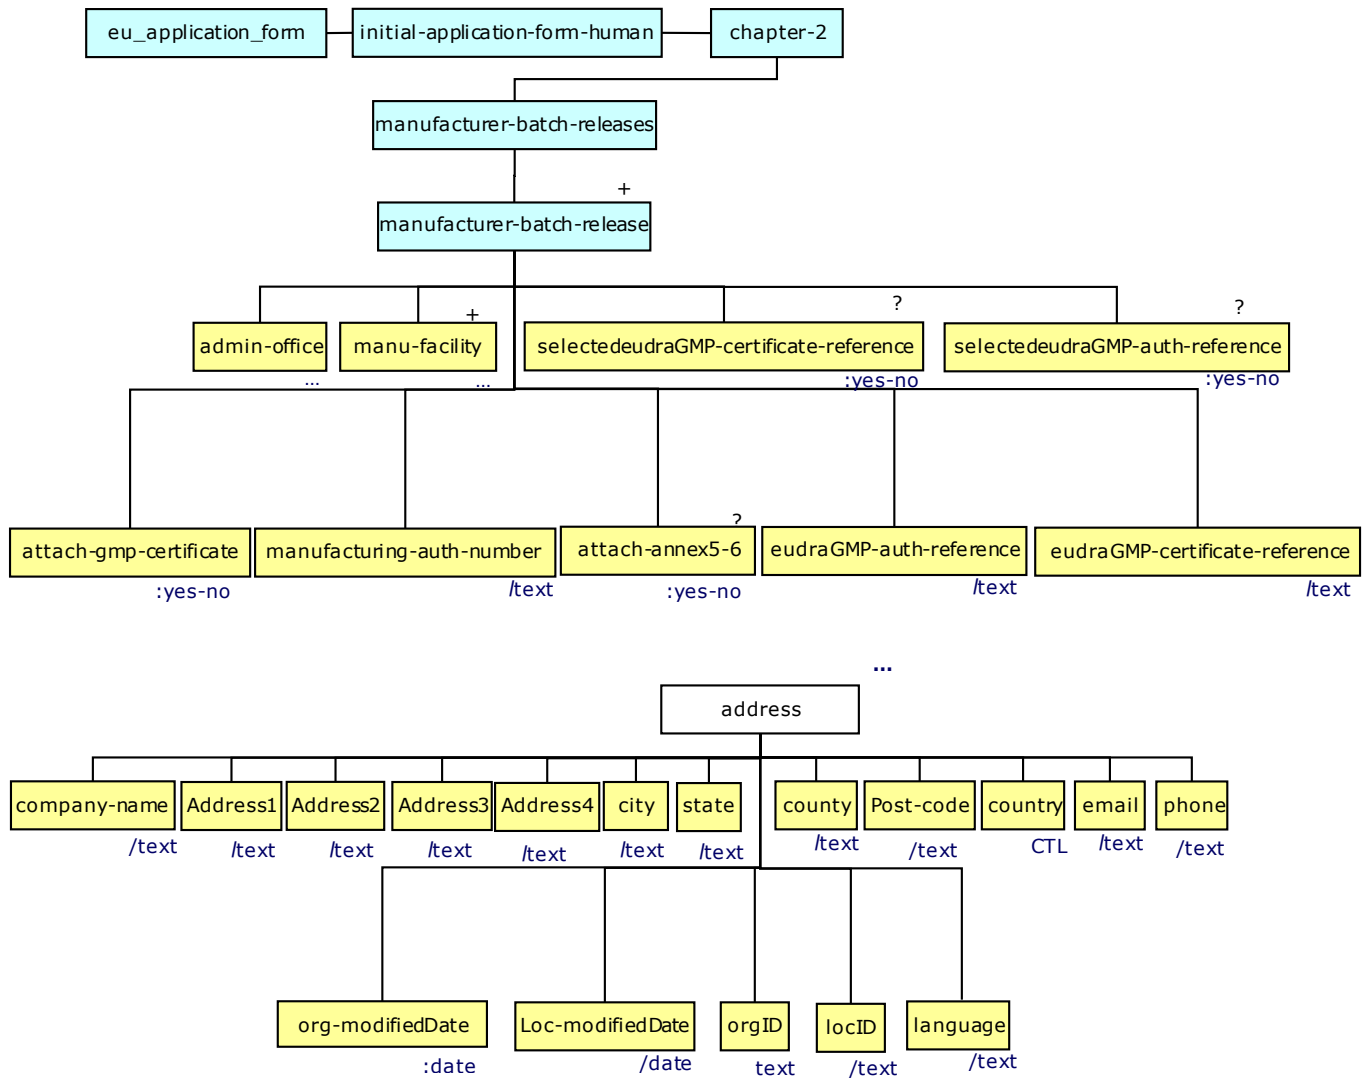 eu_application_form
initial-application-form-human
chapter-2
manufacturer-batch-releases
+
manufacturer-batch-release
+
?
?
admin-office
manu-facility
selectedeudraGMP-certificate-reference
selectedeudraGMP-auth-reference
...
...
:yes-no
:yes-no
?
attach-gmp-certificate
manufacturing-auth-number
attach-annex5-6
eudraGMP-auth-reference
eudraGMP-certificate-reference
:yes-no
/text
:yes-no
/text
/text
...
address
company-name
Address1
Address2
Address3
Address4
city
state
county
Post-code
country
email
phone
/text
/text
/text
/text
/text
/text
/text
/text
/text
CTL
/text
/text
org-modifiedDate
Loc-modifiedDate
orgID
locID
language
:date
/date
text
/text
/text